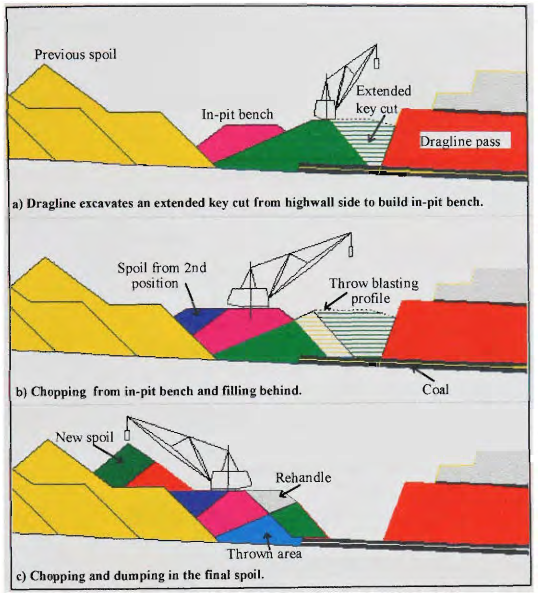 Previous spoil
Extended
key cut
In-pit bench
Dragline pass
a) Dragline excavates an extended key cut from highwall side to build in-pit bench.
Spoil from 2nd
position
Throw blasting
profile
Coal
b) Chopping from in-pit bench and filling behind.
New spoil
Rehandle
Thrown area
c) Chopping and dumping in the final spoil.